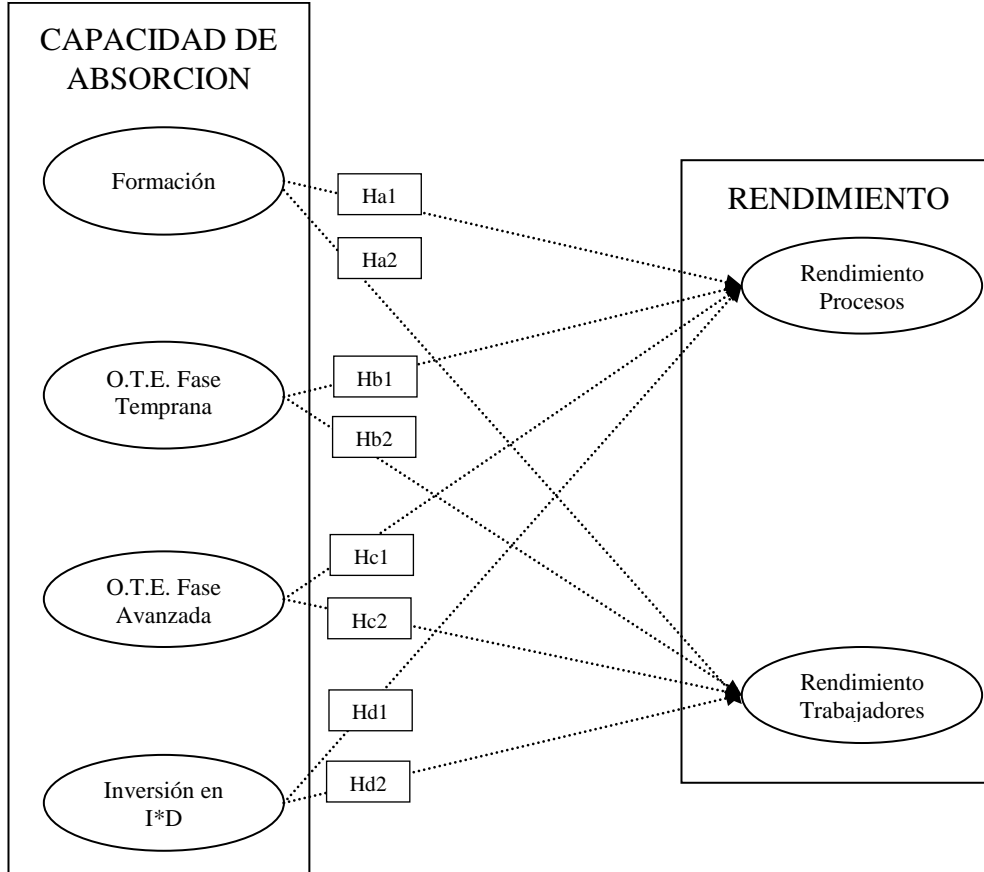 CAPACIDAD DE
ABSORCION
Formación
Ha1
Ha2
O.T.E. Fase
Temprana
Hb1
Hb2
O.T.E. Fase
Avanzada
Hc1
Hc2
Inversión en
I*D
Hd1
Hd2
RENDIMIENTO
Rendimiento
Procesos
Rendimiento
Trabajadores